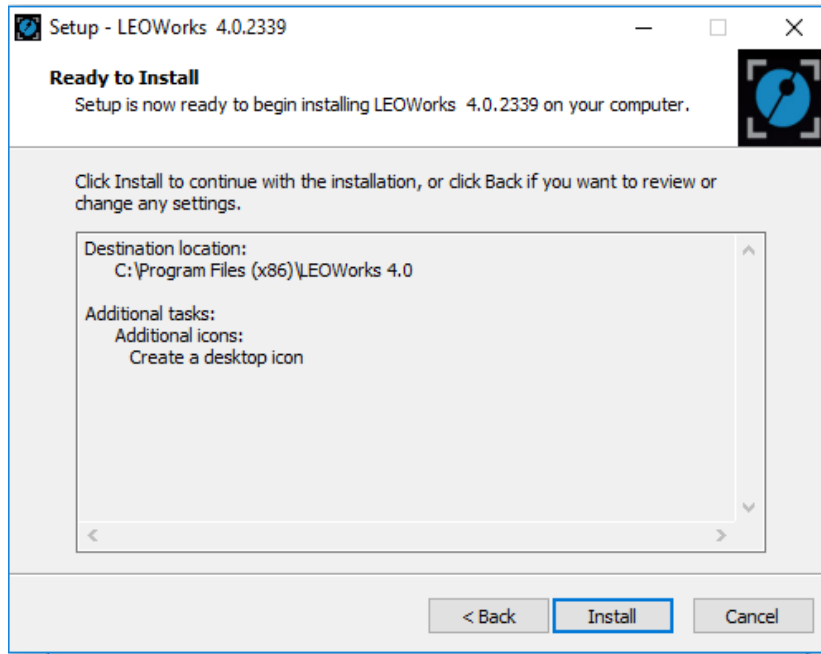 Setup - LEOWorks 4.0.2339
Ready to Install
Setup is now ready to begin installing LEOWorks 4.0.2339 on your computer.
Click Install to continue with the installation, or click Back if you want to review or
change any settings.
Destination location:
C:\Program Files (x86)\LEOWorks 4.0
Additional tasks:
Additional icons:
Create a desktop icon
< Back Install Cancel